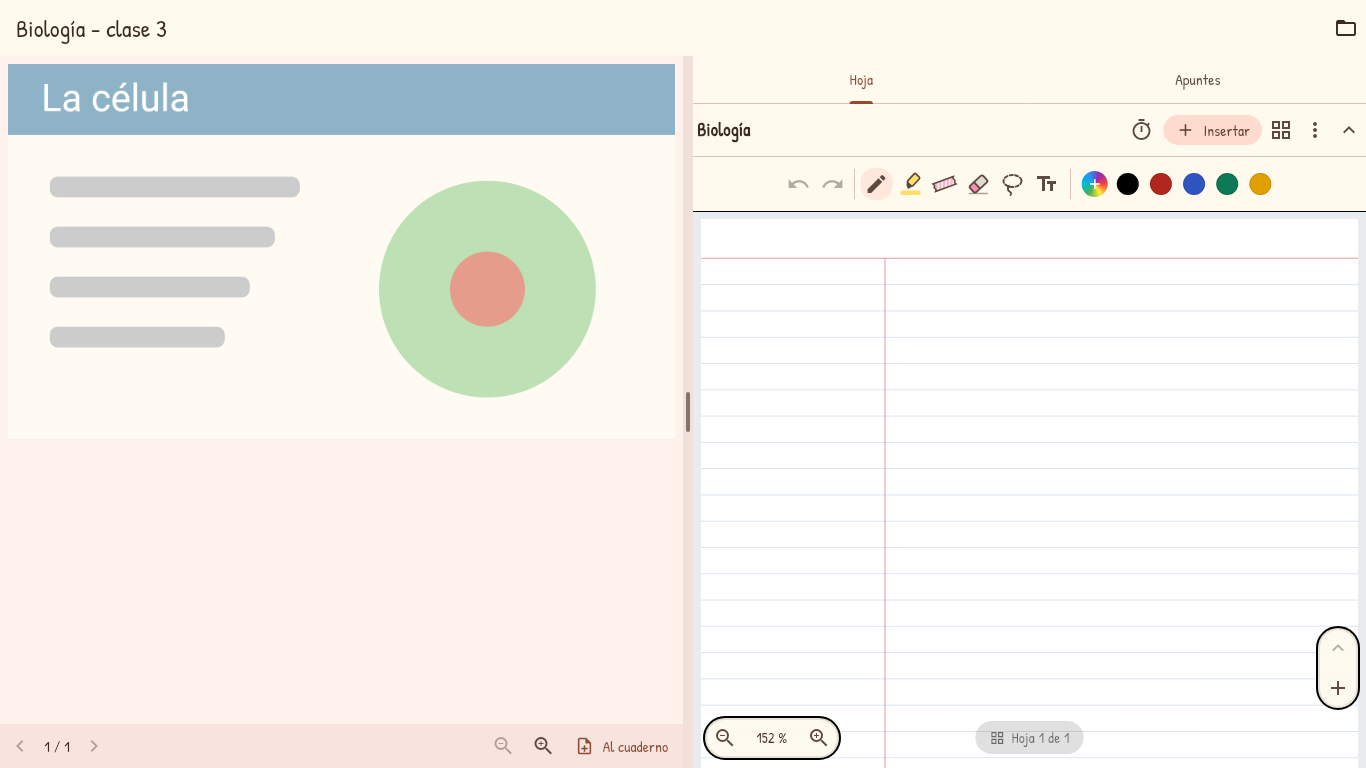 Biología – clase 3
La célula
1 / 1
Al cuaderno
Hoja
Apuntes
Biología
Insertar
152 %
Hoja 1 de 1